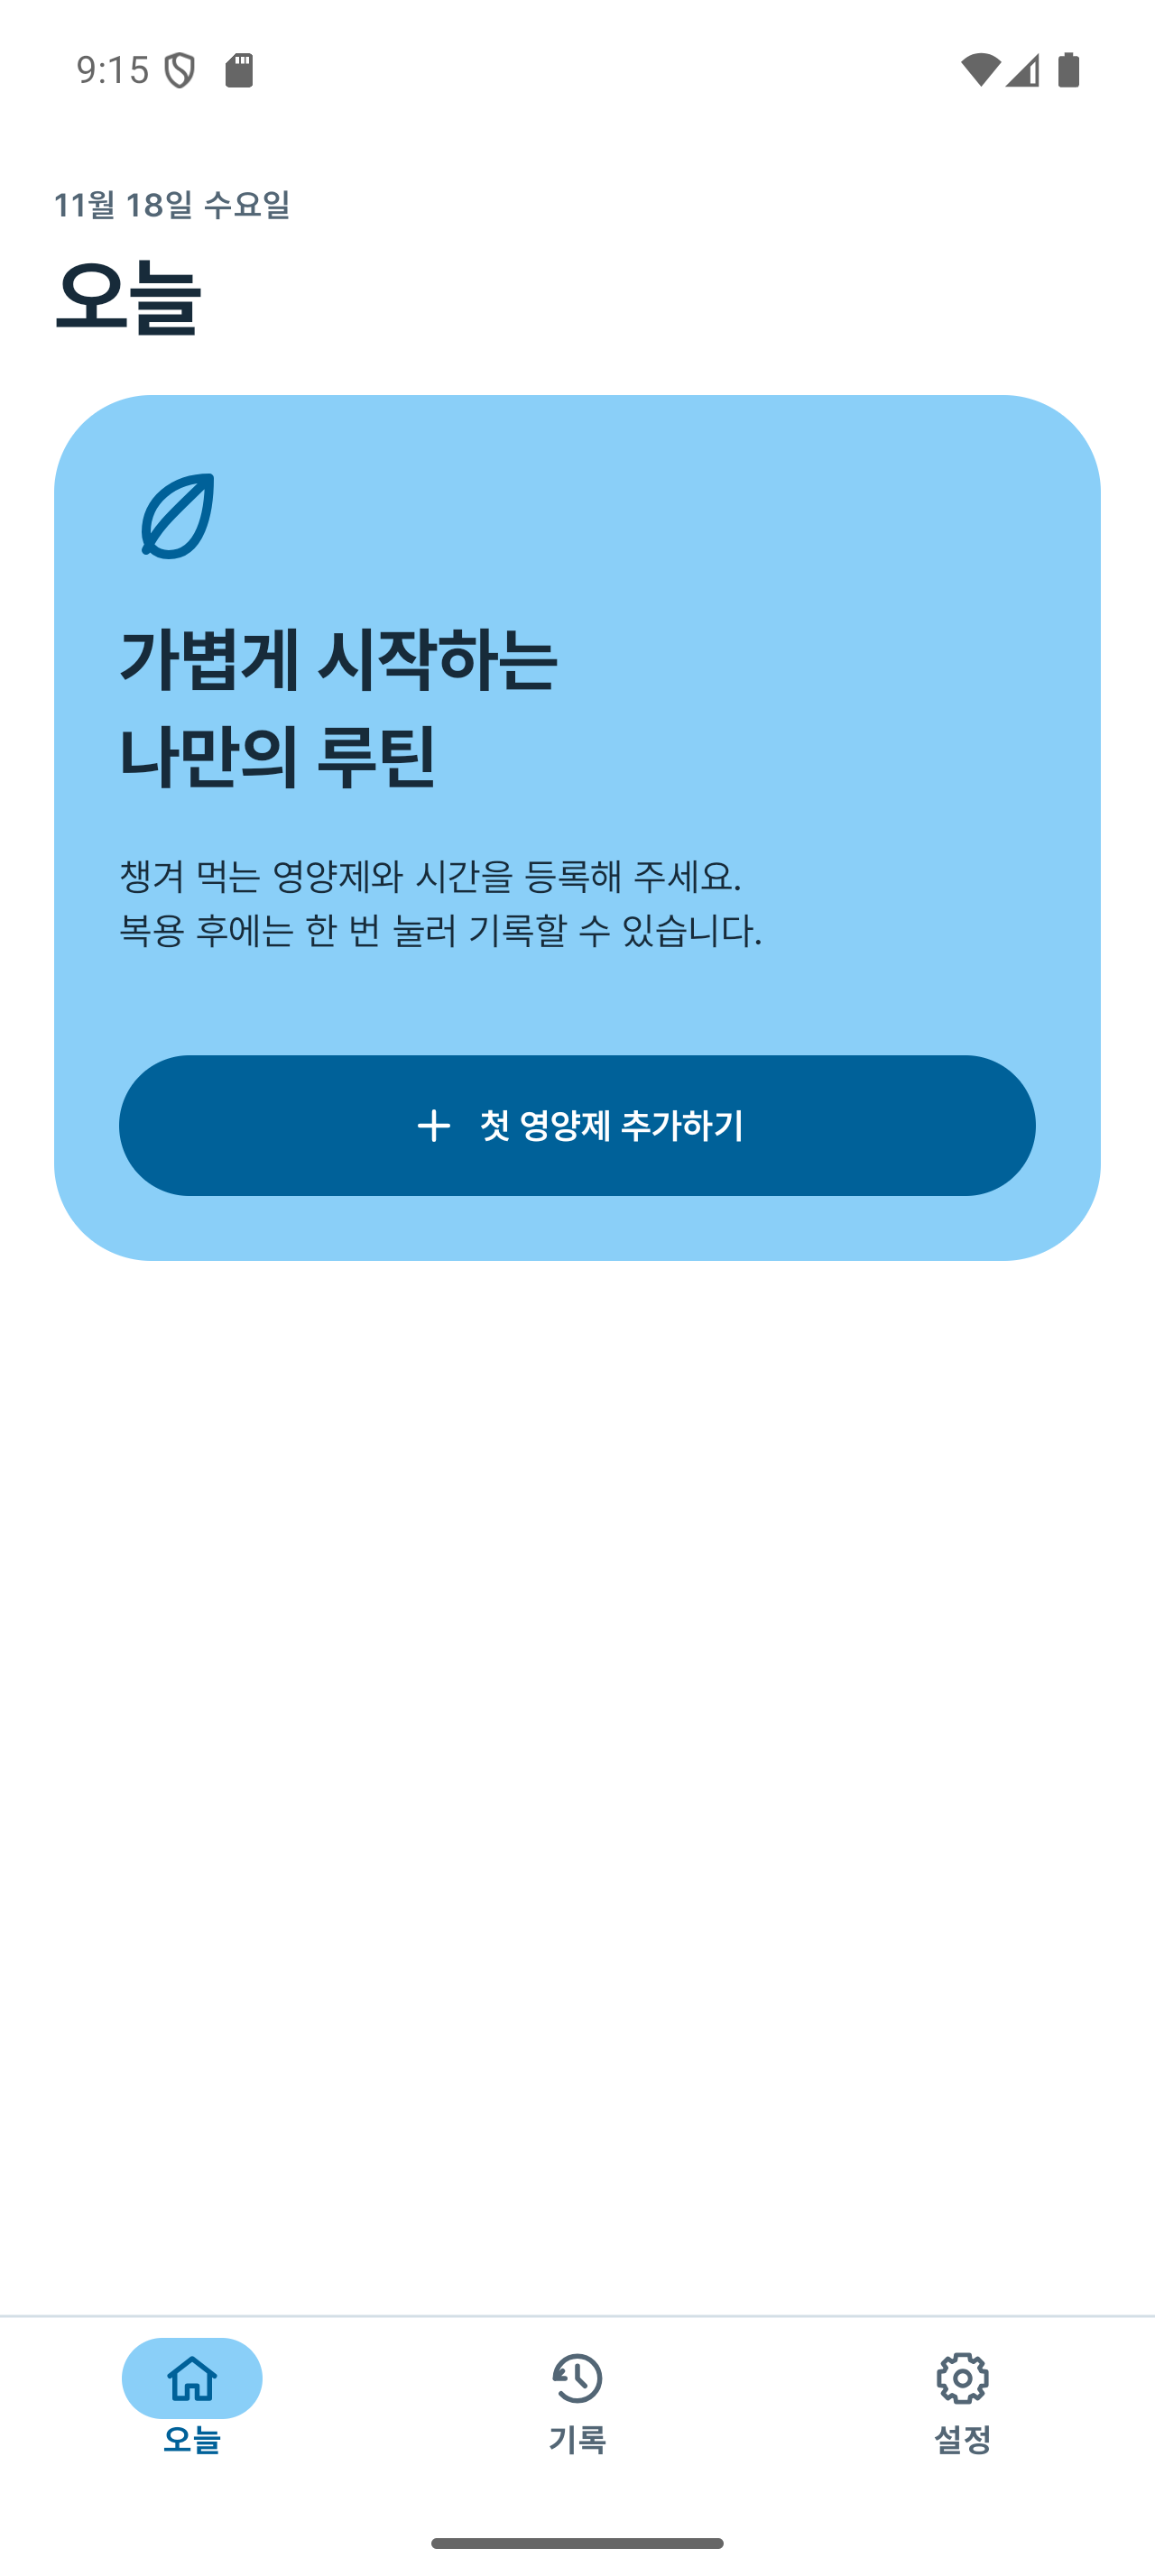 9:15
11월 18일 수요일
오늘
가볍게 시작하는
나만의 루틴
챙겨 먹는 영양제와 시간을 등록해 주세요.
복용 후에는 한 번 눌러 기록할 수 있습니다.
첫 영양제 추가하기
오늘
기록
설정